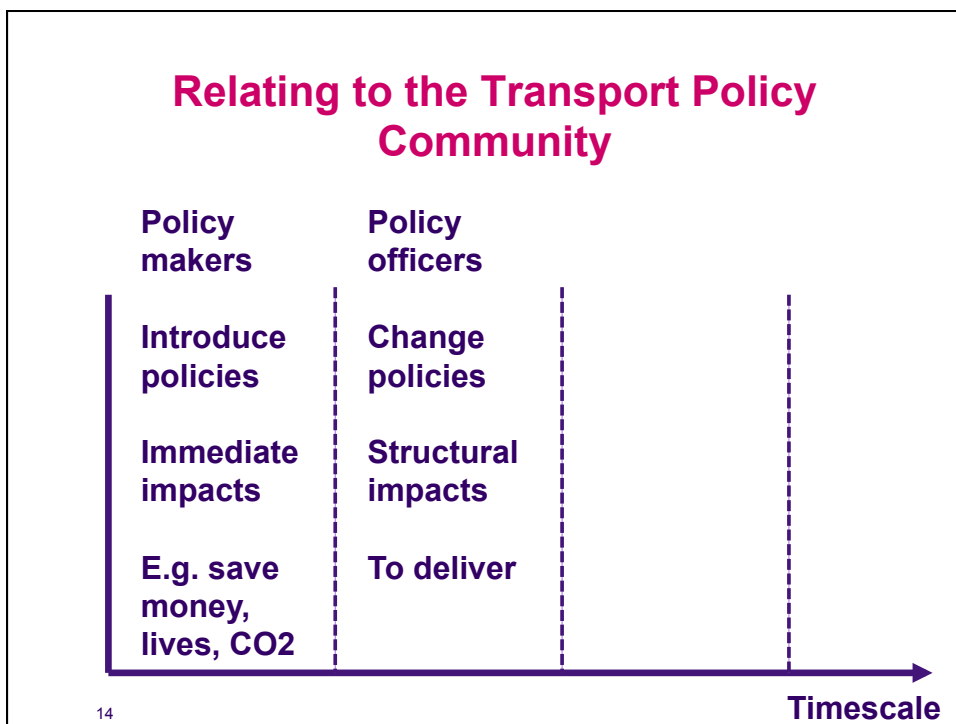 Relating to the Transport Policy
Community
Policy
makers
Introduce
policies
Immediate
impacts
E.g. save
money,
lives, CO2
Policy
officers
Change
policies
Structural
impacts
To deliver
Timescale
14